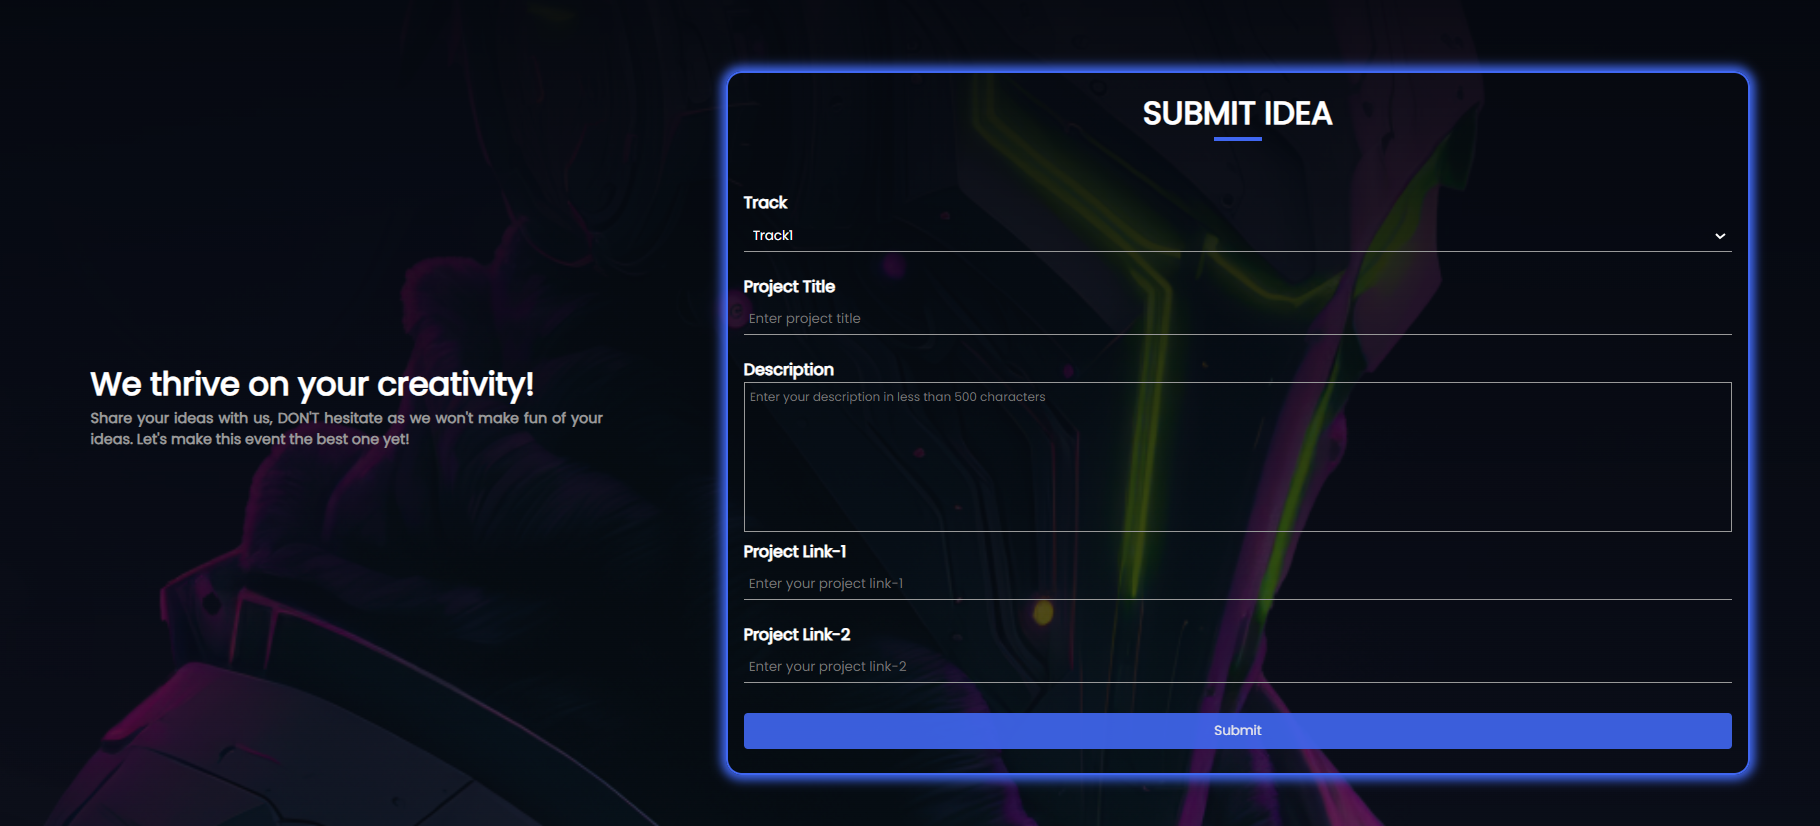 We thrive on your creativity!
Share your ideas with us, DON'T hesitate as we won't make fun of your
ideas. Let's make this event the best one yet!
SUBMIT IDEA
Track
Track1
Project Title
Enter project title
Description
Enter your description in less than 500 characters
Project Link-1
Enter your project link-1
Project Link-2
Enter your project link-2
Submit